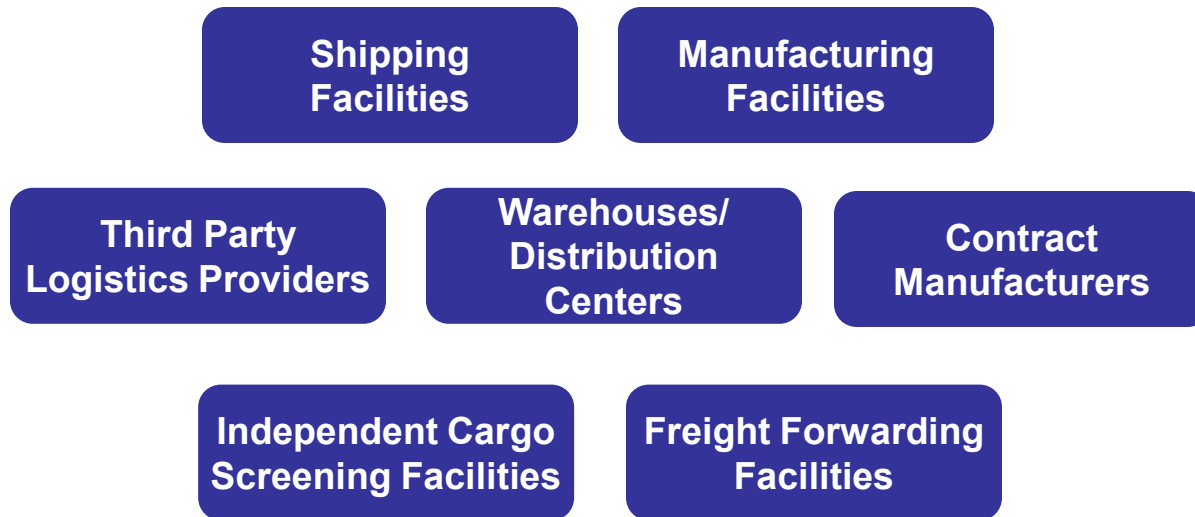 Shipping
Facilities
Manufacturing
Facilities
Third Party
Logistics Providers
Warehouses/
Distribution
Centers
Contract
Manufacturers
Independent Cargo
Screening Facilities
Freight Forwarding
Facilities